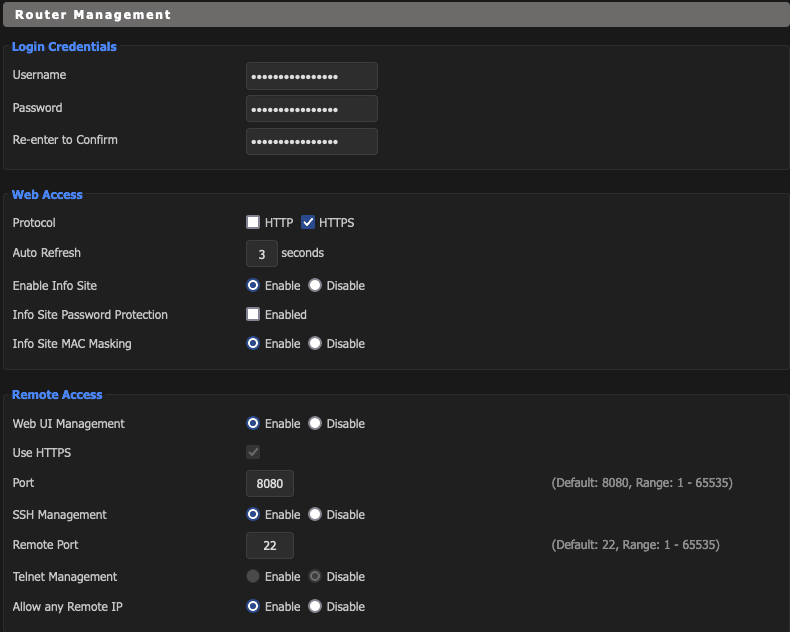 Router Management
Login Credentials
Username ••••••••••••••••
Password ••••••••••••••••
Re-enter to Confirm ••••••••••••••••
Web Access
Protocol HTTP HTTPS
Auto Refresh 3 seconds
Enable Info Site Enable Disable
Info Site Password Protection Enabled
Info Site MAC Masking Enable Disable
Remote Access
Web UI Management Enable Disable
Use HTTPS
Port 8080 (Default: 8080, Range: 1 - 65535)
SSH Management Enable Disable
Remote Port 22 (Default: 22, Range: 1 - 65535)
Telnet Management Enable Disable
Allow any Remote IP Enable Disable